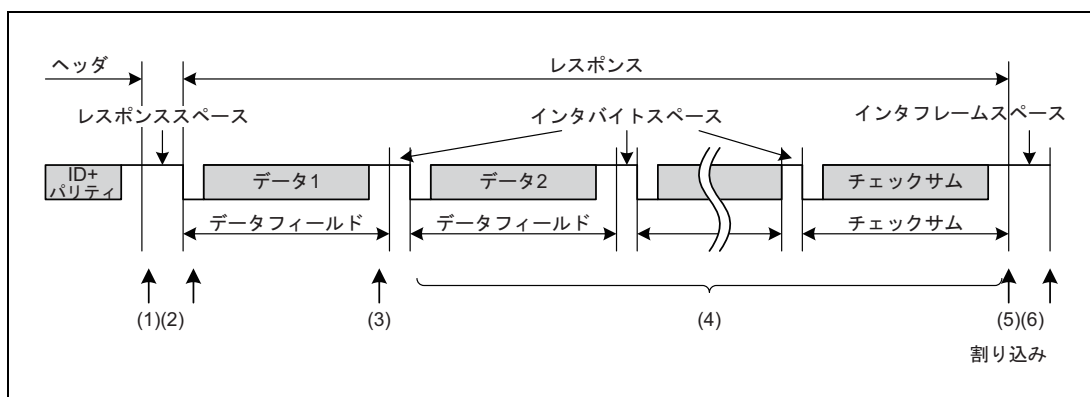 ヘッダ
レスポンス
レスポンススペース
インタバイトスペース
インタフレームスペース
ID+
パリティ
データ1
データ2
チェックサム
データフィールド
データフィールド
チェックサム
(1)(2)
(3)
(4)
(5)(6)
割り込み